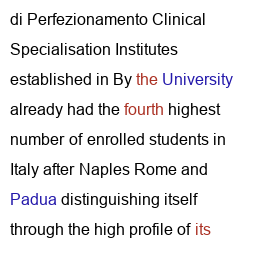 di Perfezionamento Clinical
Specialisation Institutes
established in By the University
already had the fourth highest
number of enrolled students in
Italy after Naples Rome and
Padua distinguishing itself
through the high profile of its